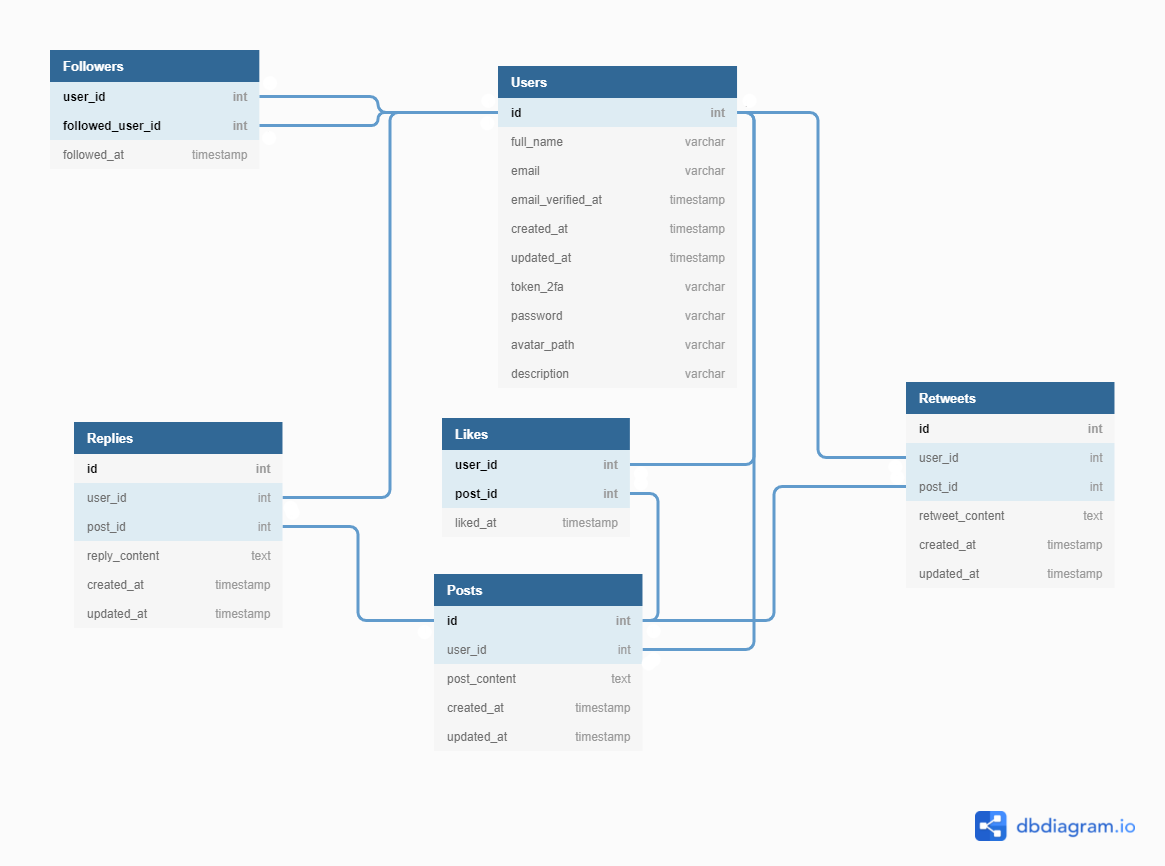 Followers
user_id int
followed_user_id int
followed_at timestamp
Users
id int
full_name varchar
email varchar
email_verified_at timestamp
created_at timestamp
updated_at timestamp
token_2fa varchar
password varchar
avatar_path varchar
description varchar
Replies
id int
user_id int
post_id int
reply_content text
created_at timestamp
updated_at timestamp
Likes
user_id int
post_id int
liked_at timestamp
Posts
id int
user_id int
post_content text
created_at timestamp
updated_at timestamp
Retweets
id int
user_id int
post_id int
retweet_content text
created_at timestamp
updated_at timestamp
dbdiagram.io